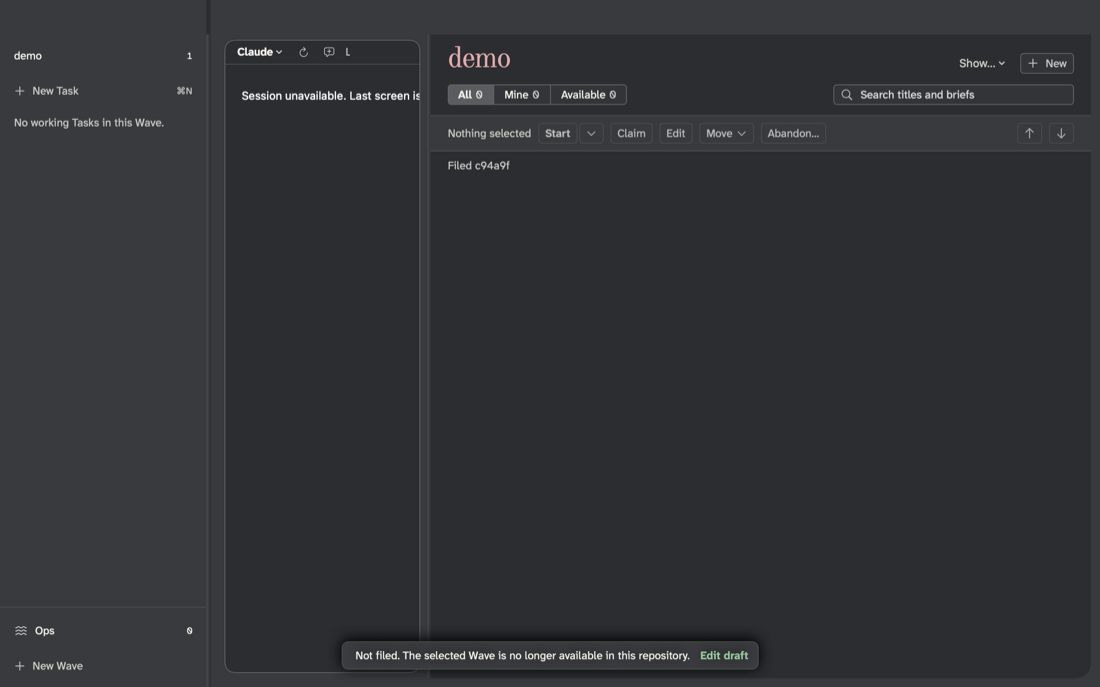 demo 1
New Task ⌘N
No working Tasks in this Wave.
Ops 0
New Wave
Claude
L
Session unavailable. Last screen is
demo
Show...
New
All 0 Mine 0 Available 0
Search titles and briefs
Nothing selected Start Claim Edit Move Abandon...
Filed c94a9f
Not filed. The selected Wave is no longer available in this repository. Edit draft